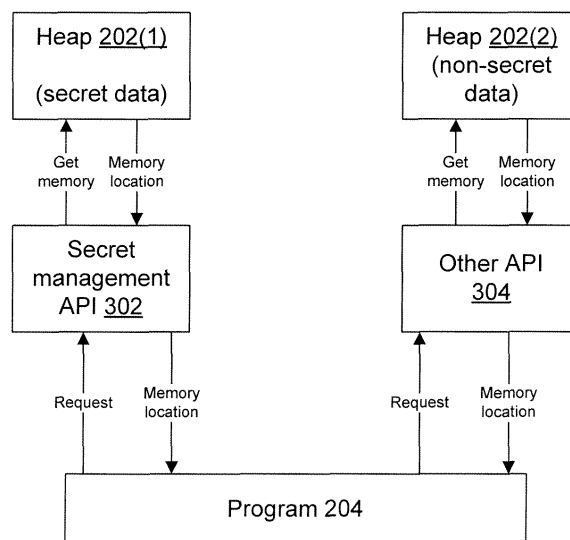 Heap 202(1)
(secret data)
Heap 202(2)
(non-secret
data)
Get
memory
Memory
location
Get
memory
Memory
location
Secret
management
API 302
Other API
304
Request
Memory
location
Request
Memory
location
Program 204